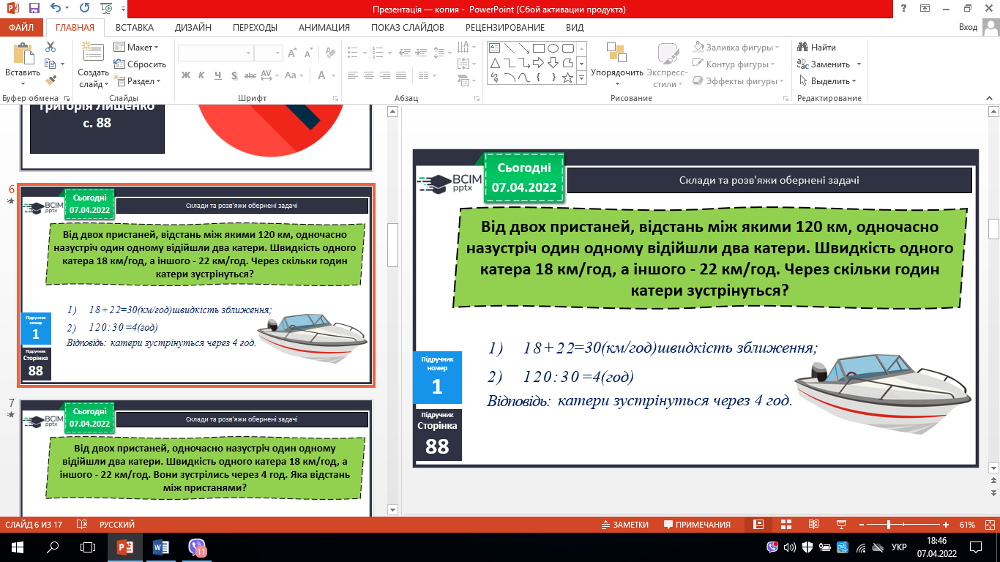 Презентація — копия - PowerPoint (Сбой активации продукта)
ФАЙЛ ГЛАВНАЯ ВСТАВКА ДИЗАЙН ПЕРЕХОДЫ АНИМАЦИЯ ПОКАЗ СЛАЙДОВ РЕЦЕНЗИРОВАНИЕ ВИД Вход
Вставить
Создать слайд
Макет
Сбросить
Раздел
Ж К Ч S abc AV Aa A
Упорядочить
Экспресс-стили
Заливка фигуры
Контур фигуры
Эффекты фигуры
Найти
Заменить
Выделить
Буфер обмена Слайды Шрифт Абзац Рисование Редактирование
Григорія Лишенко
с. 88
6
Сьогодні
07.04.2022
BCIM
pptx
Склади та розв'яжи обернені задачі
Від двох пристаней, відстань між якими 120 км, одночасно
назустріч один одному відійшли два катери. Швидкість одного
катера 18 км/год, а іншого - 22 км/год. Через скільки годин
катери зустрінуться?
1) 18+22=30(км/год)швидкість зближення;
2) 120:30=4(год)
Відповідь: катери зустрінуться через 4 год.
Підручник
номер
1
Підручник
Сторінка
88
7
Сьогодні
07.04.2022
BCIM
pptx
Склади та розв'яжи обернені задачі
Від двох пристаней, одночасно назустріч один одному
відійшли два катери. Швидкість одного катера 18 км/год, а
іншого - 22 км/год. Вони зустрілись через 4 год. Яка відстань
між пристанями?
Сьогодні
07.04.2022
BCIM
pptx
Склади та розв'яжи обернені задачі
Від двох пристаней, відстань між якими 120 км, одночасно
назустріч один одному відійшли два катери. Швидкість одного
катера 18 км/год, а іншого - 22 км/год. Через скільки годин
катери зустрінуться?
1) 18+22=30(км/год)швидкість зближення;
2) 120:30=4(год)
Відповідь: катери зустрінуться через 4 год.
Підручник
номер
1
Підручник
Сторінка
88
СЛАЙД 6 ИЗ 17 РУССКИЙ ЗАМЕТКИ ПРИМЕЧАНИЯ 61%
11
УКР
18:46
07.04.2022